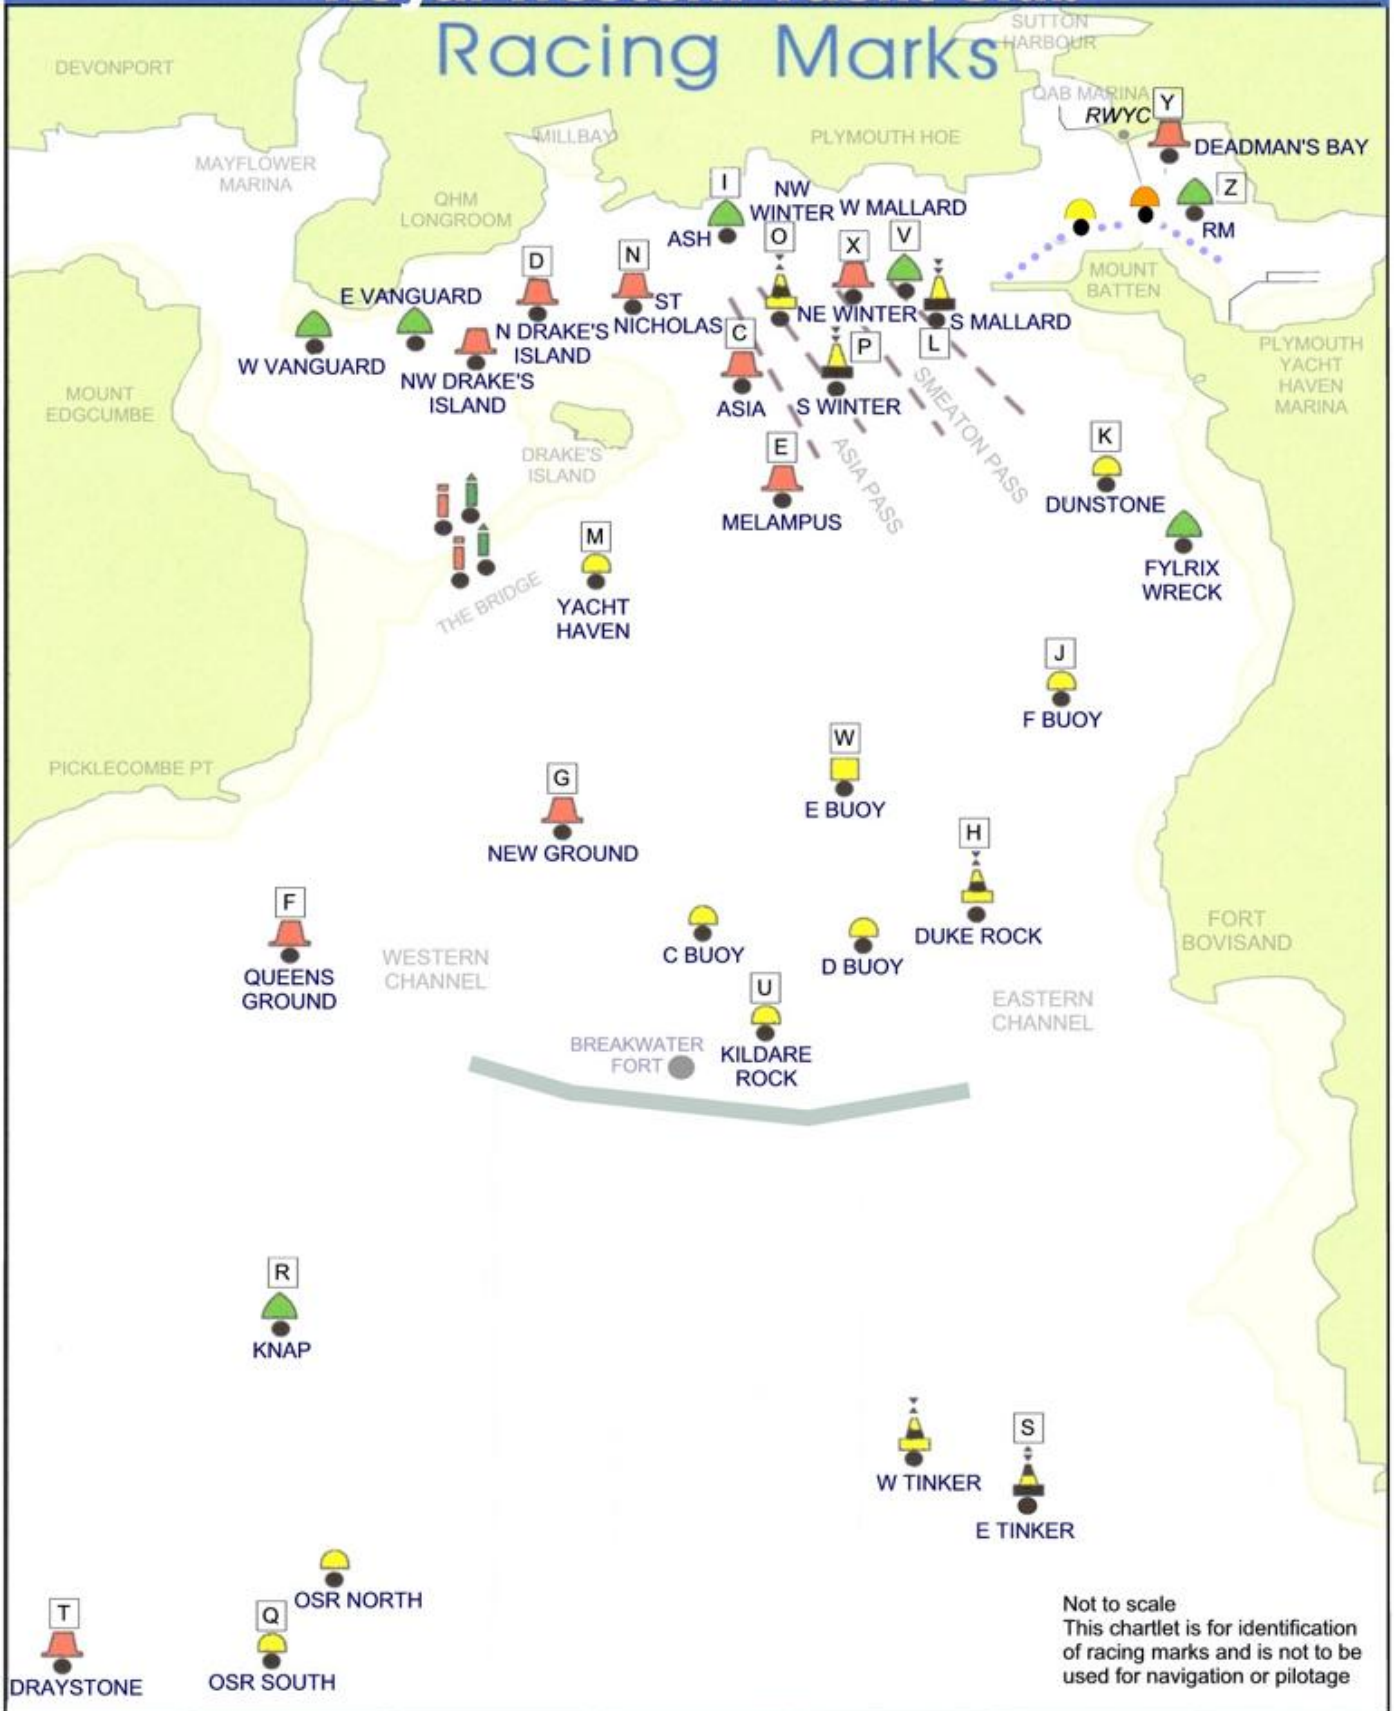 Racing Marks
SUTTON
HARBOUR
DEVONPORT
QAB MARINA
Y
RWYC
MILLBAY
PLYMOUTH HOE
DEADMAN'S BAY
MAYFLOWER
MARINA
I
NW
WINTER
W MALLARD
Z
QHM
LONGROOM
ASH
O
X
V
RM
D
N
MOUNT
BATTEN
E VANGUARD
ST
NICHOLAS
NE WINTER
S MALLARD
N DRAKE'S
ISLAND
C
P
L
W VANGUARD
PLYMOUTH
YACHT
HAVEN
MARINA
NW DRAKE'S
ISLAND
MOUNT
EDGCUMBE
ASIA
S WINTER
SMEATON PASS
DRAKE'S
ISLAND
E
ASIA PASS
K
DUNSTONE
MELAMPUS
M
THE BRIDGE
YACHT
HAVEN
FYLRIX
WRECK
J
F BUOY
W
PICKLECOMBE PT
G
E BUOY
NEW GROUND
H
F
DUKE ROCK
FORT
BOVISAND
C BUOY
D BUOY
WESTERN
CHANNEL
QUEENS
GROUND
U
EASTERN
CHANNEL
BREAKWATER
FORT
KILDARE
ROCK
R
KNAP
S
W TINKER
E TINKER
OSR NORTH
T
Q
DRAYSTONE
OSR SOUTH
Not to scale
This chartlet is for identification
of racing marks and is not to be
used for navigation or pilotage